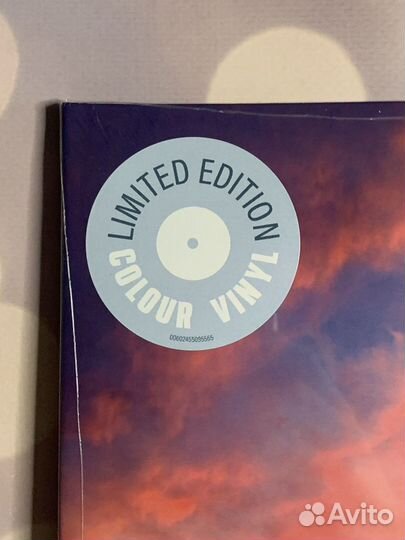 LIMITED EDITION
COLOUR VINYL
00602455095565
Avito